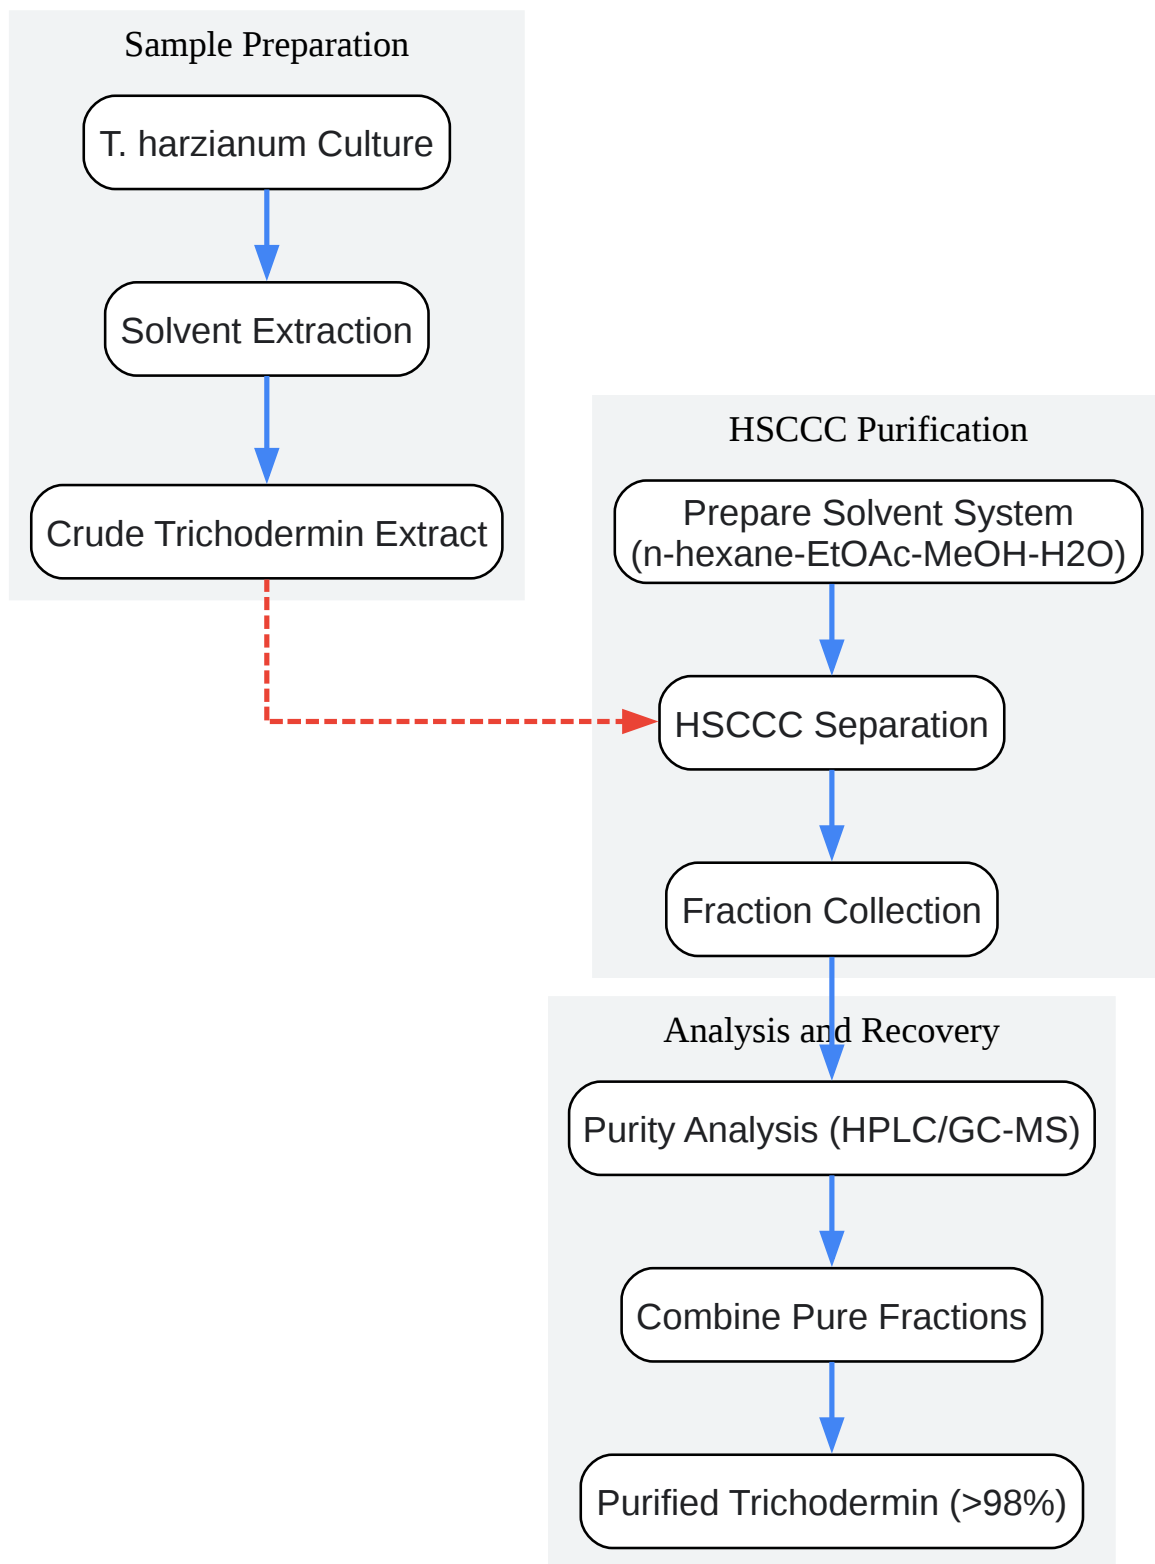 Sample Preparation
T. harzianum Culture
Solvent Extraction
Crude Trichodermin Extract
HSCCC Purification
Prepare Solvent System
(n-hexane-EtOAc-MeOH-H2O)
HSCCC Separation
Fraction Collection
Analysis and Recovery
Purity Analysis (HPLC/GC-MS)
Combine Pure Fractions
Purified Trichodermin (>98%)